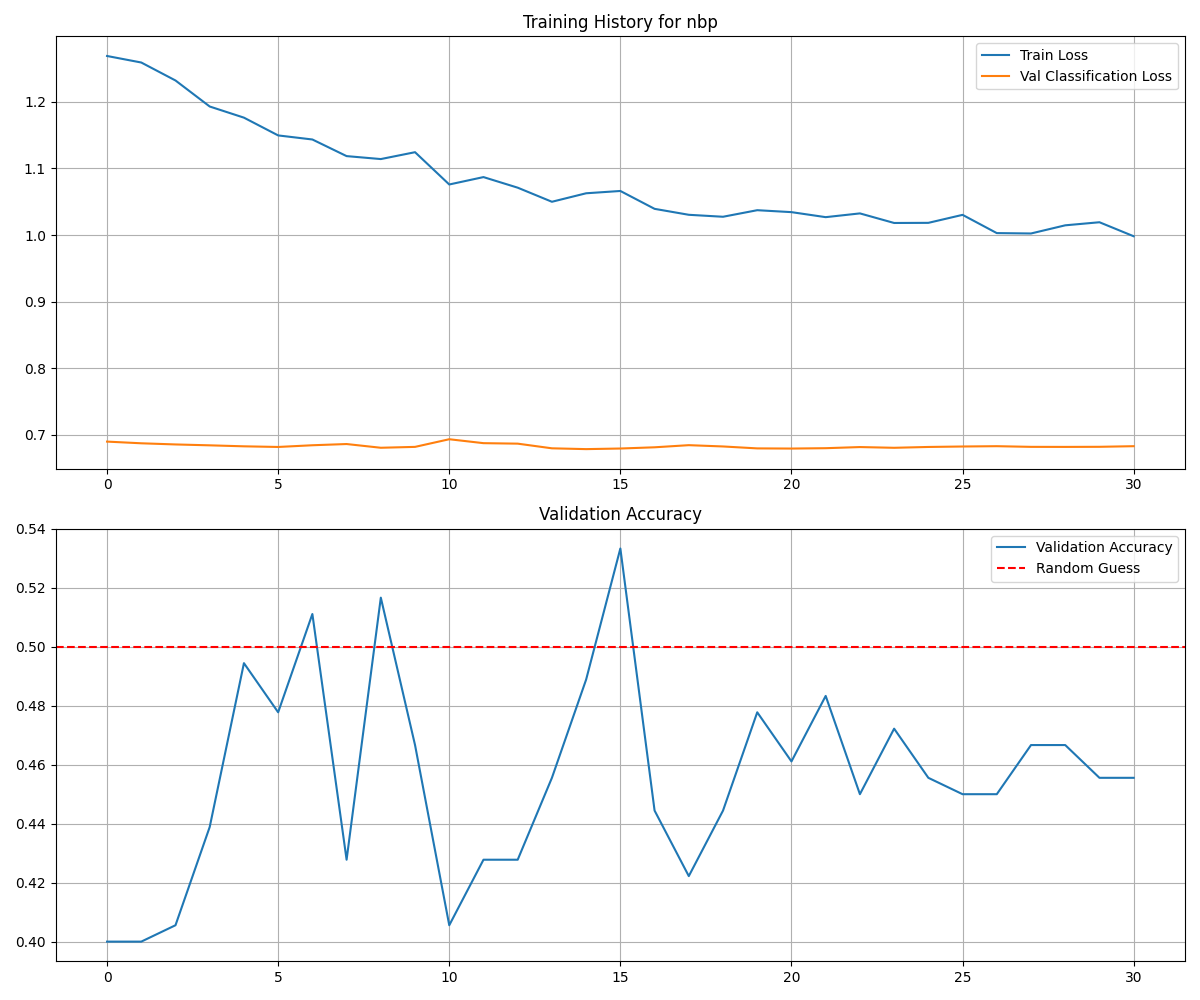 Training History for nbp
Train Loss
Val Classification Loss
1.2
1.1
1.0
0.9
0.8
0.7
0 5 10 15 20 25 30
Validation Accuracy
Validation Accuracy
Random Guess
0.54
0.52
0.50
0.48
0.46
0.44
0.42
0.40
0 5 10 15 20 25 30